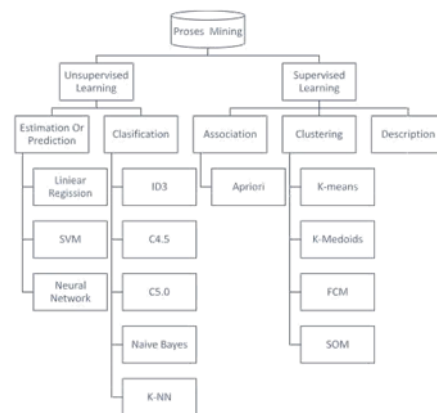 Proses Mining
Unsupervised
Learning
Supervised
Learning
Estimation Or
Prediction
Clasification
Association
Clustering
Description
Liniear
Regission
ID3
Apriori
K-means
SVM
C4.5
K-Medoids
Neural
Network
C5.0
FCM
Naive Bayes
SOM
K-NN